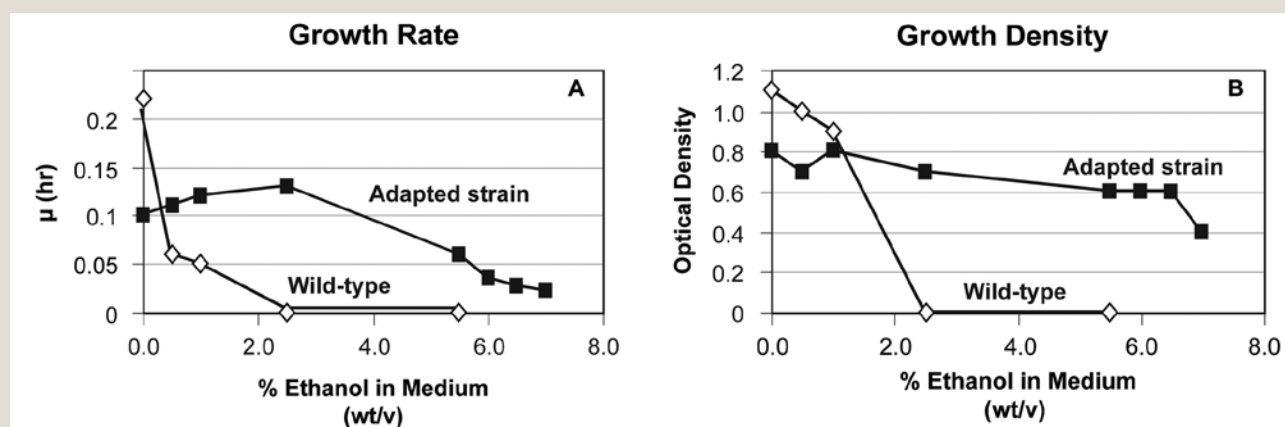 Growth Rate
A
0.2
0.15
0.1
0.05
0
µ (hr)
Adapted strain
Wild-type
0.0 2.0 4.0 6.0 8.0
% Ethanol in Medium
(wt/v)
Growth Density
B
1.2
1.0
0.8
0.6
0.4
0.2
0
Optical Density
Adapted strain
Wild-type
0.0 2.0 4.0 6.0 8.0
% Ethanol in Medium
(wt/v)